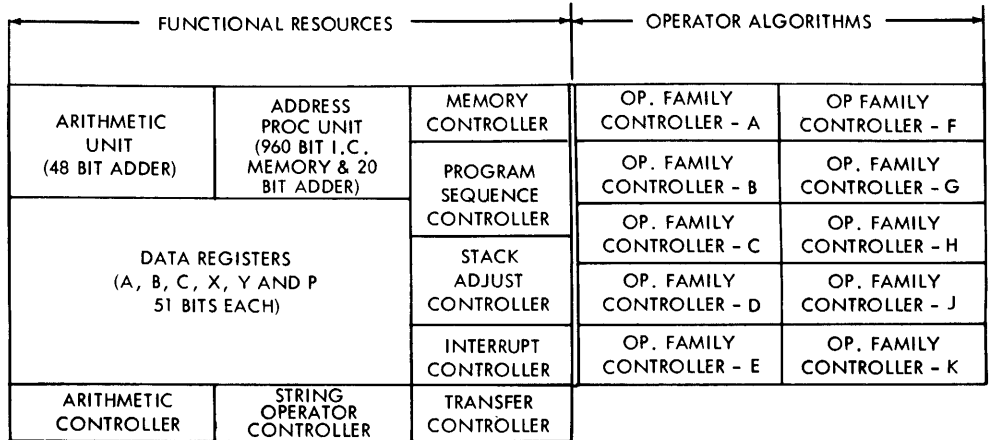 FUNCTIONAL RESOURCES
OPERATOR ALGORITHMS
ARITHMETIC
UNIT
(48 BIT ADDER)
ADDRESS
PROC UNIT
(960 BIT I.C.
MEMORY & 20
BIT ADDER)
MEMORY
CONTROLLER
PROGRAM
SEQUENCE
CONTROLLER
DATA REGISTERS
(A, B, C, X, Y AND P
51 BITS EACH)
STACK
ADJUST
CONTROLLER
INTERRUPT
CONTROLLER
ARITHMETIC
CONTROLLER
STRING
OPERATOR
CONTROLLER
TRANSFER
CONTROLLER
OP. FAMILY
CONTROLLER - A
OP FAMILY
CONTROLLER - F
OP. FAMILY
CONTROLLER - B
OP. FAMILY
CONTROLLER - G
OP. FAMILY
CONTROLLER - C
OP. FAMILY
CONTROLLER - H
OP. FAMILY
CONTROLLER - D
OP. FAMILY
CONTROLLER - J
OP. FAMILY
CONTROLLER - E
OP. FAMILY
CONTROLLER - K